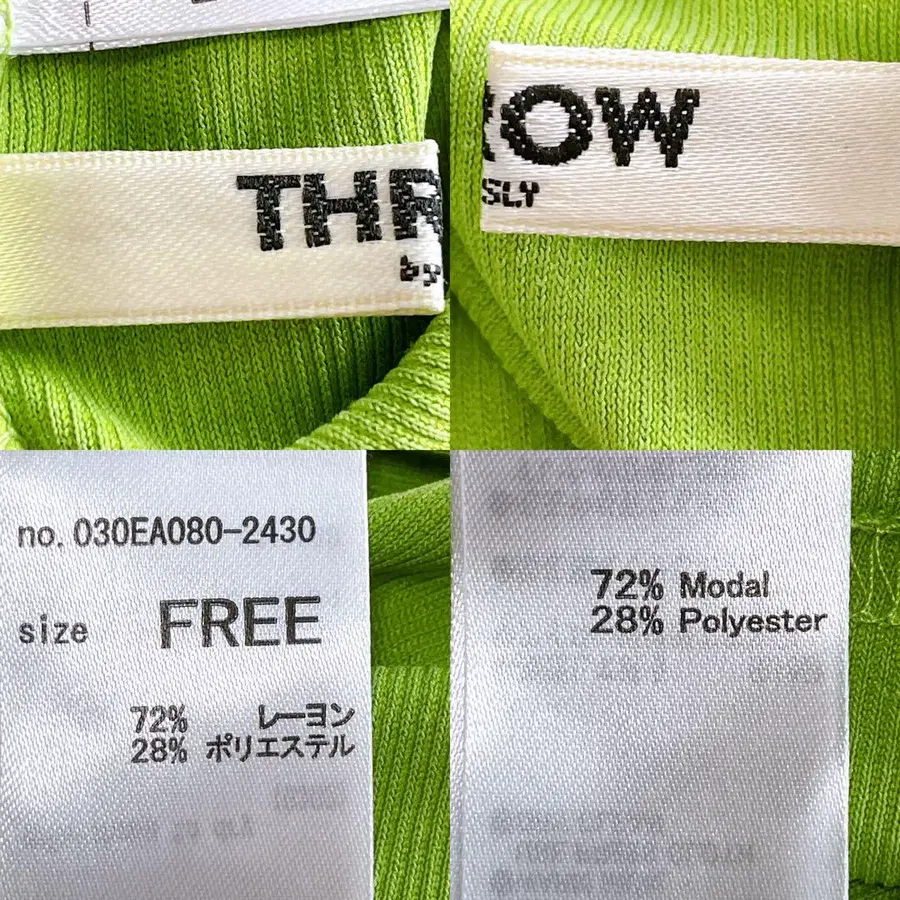 THR
by
ROW
SLY
no. 030EA080-2430
size FREE
72% レーヨン
28% ポリエステル
72% Modal
28% Polyester